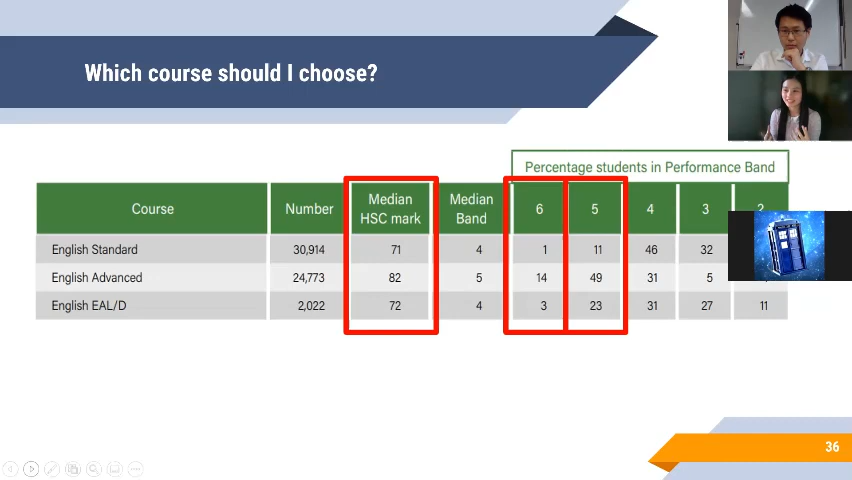 Which course should I choose?
Percentage students in Performance Band
Course Number Median HSC mark Median Band 6 5 4 3
English Standard 30,914 71 4 1 11 46 32
English Advanced 24,773 82 5 14 49 31 5
English EAL/D 2,022 72 4 3 23 31 27 11
36